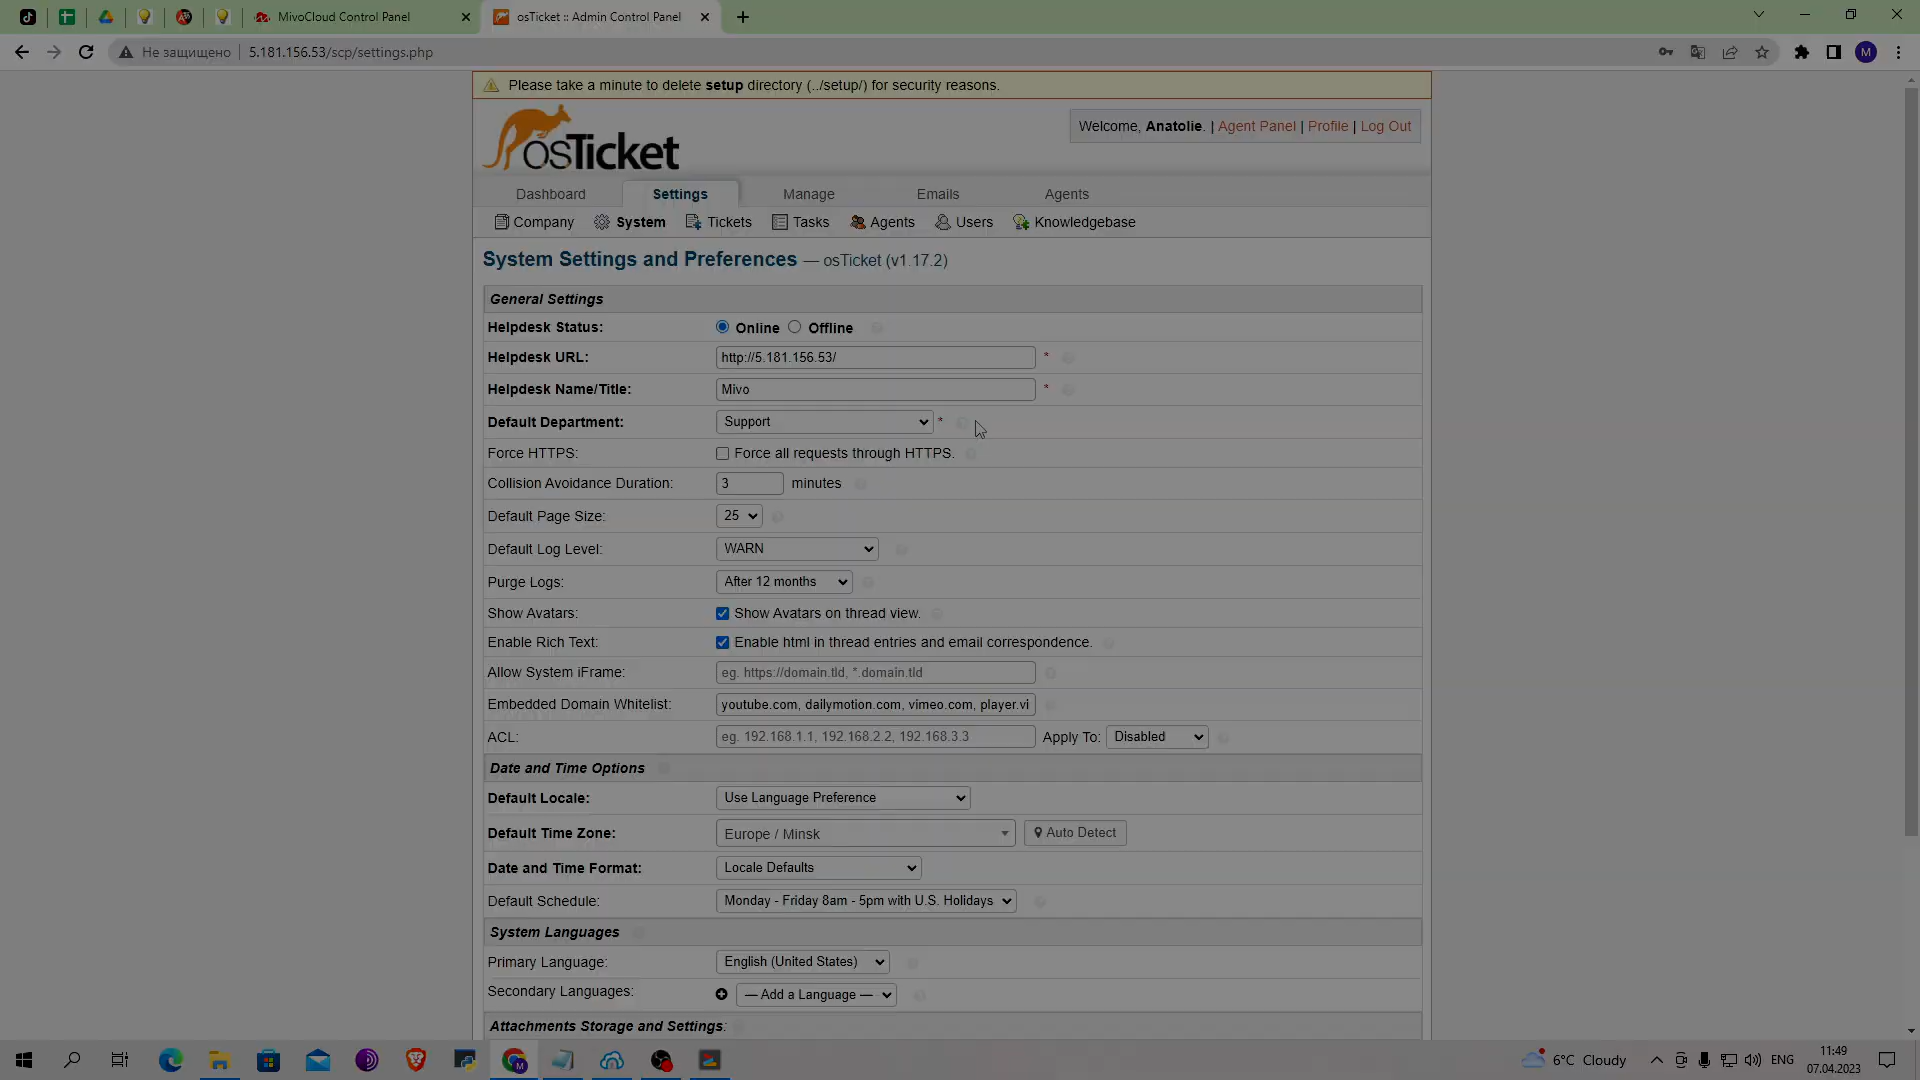 MivoCloud Control Panel
osTicket :: Admin Control Panel
Не защищено
5.181.156.53/scp/settings.php
M
Please take a minute to delete setup directory (../setup/) for security reasons.
osTicket
Welcome, Anatolie. | Agent Panel | Profile | Log Out
Dashboard Settings Manage Emails Agents
Company System Tickets Tasks Agents Users Knowledgebase
System Settings and Preferences — osTicket (v1.17.2)
General Settings
Helpdesk Status: Online Offline
Helpdesk URL: http://5.181.156.53/ *
Helpdesk Name/Title: Mivo *
Default Department: Support *
Force HTTPS: Force all requests through HTTPS.
Collision Avoidance Duration: 3 minutes
Default Page Size: 25
Default Log Level: WARN
Purge Logs: After 12 months
Show Avatars: Show Avatars on thread view.
Enable Rich Text: Enable html in thread entries and email correspondence.
Allow System iFrame: eg. https://domain.tld, *.domain.tld
Embedded Domain Whitelist: youtube.com, dailymotion.com, vimeo.com, player.vi
ACL: eg. 192.168.1.1, 192.168.2.2, 192.168.3.3 Apply To: Disabled
Date and Time Options
Default Locale: Use Language Preference
Default Time Zone: Europe / Minsk Auto Detect
Date and Time Format: Locale Defaults
Default Schedule: Monday - Friday 8am - 5pm with U.S. Holidays
System Languages
Primary Language: English (United States)
Secondary Languages: — Add a Language —
Attachments Storage and Settings:
6°C Cloudy
ENG
11:49
07.04.2023